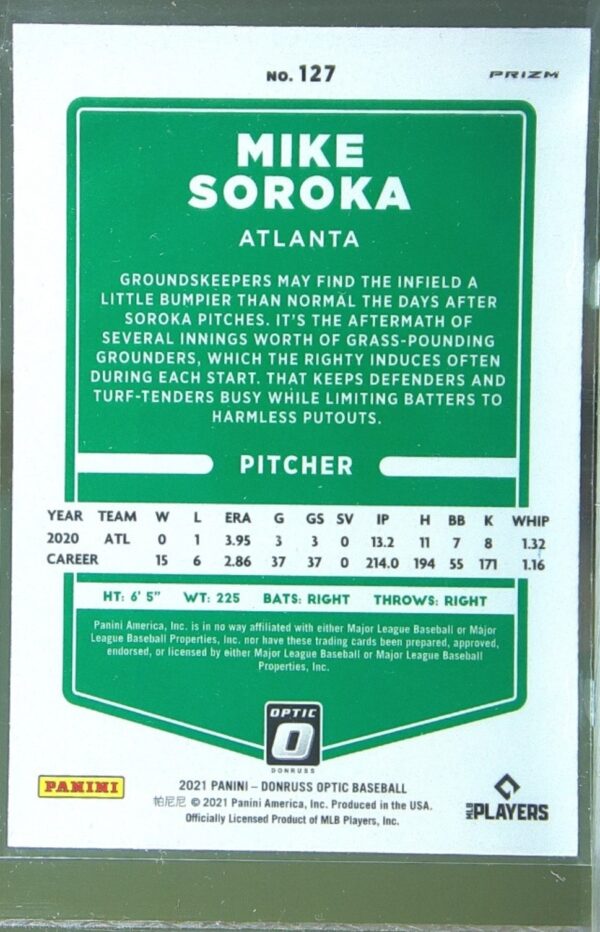 NO. 127 PRIZM
MIKE
SOROKA
ATLANTA
GROUNDSKEEPERS MAY FIND THE INFIELD A
LITTLE BUMPIER THAN NORMAL THE DAYS AFTER
SOROKA PITCHES. IT'S THE AFTERMATH OF
SEVERAL INNINGS WORTH OF GRASS-POUNDING
GROUNDERS, WHICH THE RIGHTY INDUCES OFTEN
DURING EACH START. THAT KEEPS DEFENDERS AND
TURF-TENDERS BUSY WHILE LIMITING BATTERS TO
HARMLESS PUTOUTS.
PITCHER
YEAR TEAM W L ERA G GS SV IP H BB K WHIP
2020 ATL 0 1 3.95 3 3 0 13.2 11 7 8 1.32
CAREER 15 6 2.86 37 37 0 214.0 194 55 171 1.16
HT: 6' 5" WT: 225 BATS: RIGHT THROWS: RIGHT
Panini America, Inc. is in no way affiliated with either Major League Baseball or Major
League Baseball Properties, Inc. nor have these trading cards been prepared, approved,
endorsed, or licensed by either Major League Baseball or Major League Baseball
Properties, Inc.
OPTIC
O
DONRUSS
PANINI
2021 PANINI – DONRUSS OPTIC BASEBALL
帕尼尼 © 2021 Panini America, Inc. Produced in the USA.
Officially Licensed Product of MLB Players, Inc.
MLB PLAYERS